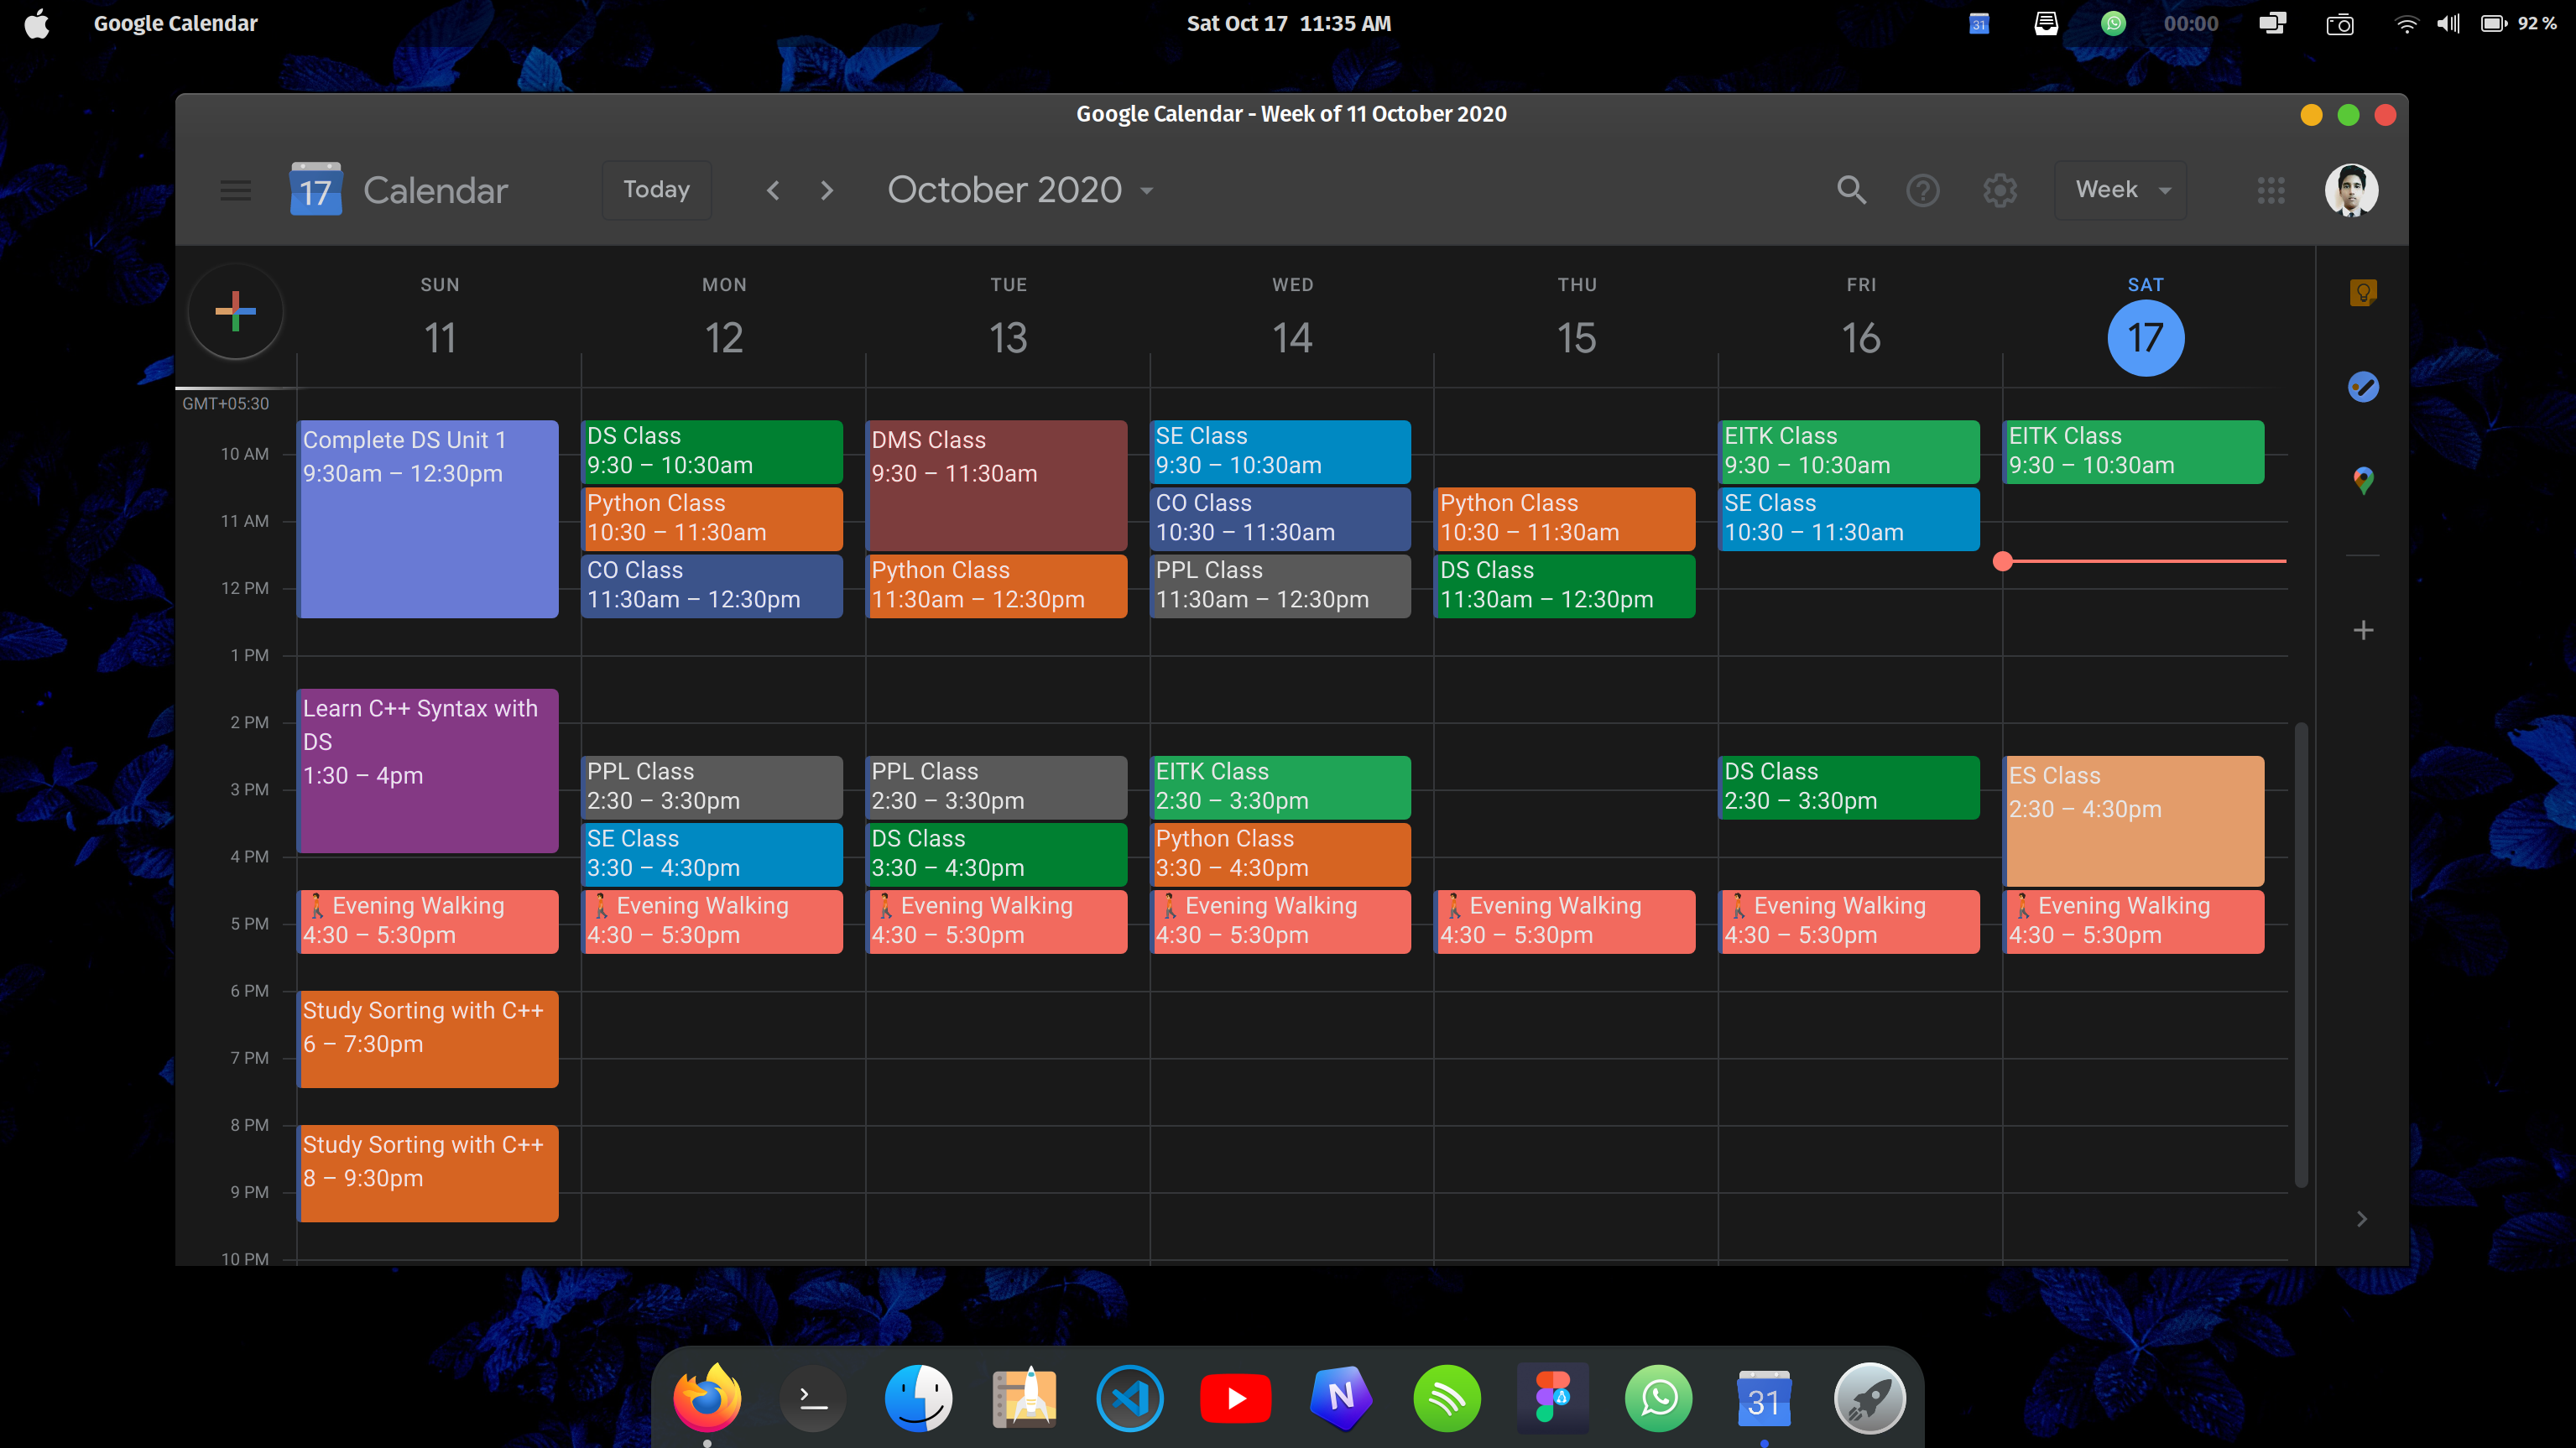 Google Calendar
Sat Oct 17 11:35 AM
31
00:00
92 %
Google Calendar - Week of 11 October 2020
17
Calendar
Today
October 2020
Week
SUN
MON
TUE
WED
THU
FRI
SAT
11
12
13
14
15
16
17
GMT+05:30
10 AM
11 AM
12 PM
1 PM
2 PM
3 PM
4 PM
5 PM
6 PM
7 PM
8 PM
9 PM
10 PM
Complete DS Unit 1
9:30am – 12:30pm
Learn C++ Syntax with
DS
1:30 – 4pm
Evening Walking
4:30 – 5:30pm
Study Sorting with C++
6 – 7:30pm
Study Sorting with C++
8 – 9:30pm
DS Class
9:30 – 10:30am
Python Class
10:30 – 11:30am
CO Class
11:30am – 12:30pm
PPL Class
2:30 – 3:30pm
SE Class
3:30 – 4:30pm
Evening Walking
4:30 – 5:30pm
DMS Class
9:30 – 11:30am
Python Class
11:30am – 12:30pm
PPL Class
2:30 – 3:30pm
DS Class
3:30 – 4:30pm
Evening Walking
4:30 – 5:30pm
SE Class
9:30 – 10:30am
CO Class
10:30 – 11:30am
PPL Class
11:30am – 12:30pm
EITK Class
2:30 – 3:30pm
Python Class
3:30 – 4:30pm
Evening Walking
4:30 – 5:30pm
Python Class
10:30 – 11:30am
DS Class
11:30am – 12:30pm
Evening Walking
4:30 – 5:30pm
EITK Class
9:30 – 10:30am
SE Class
10:30 – 11:30am
DS Class
2:30 – 3:30pm
Evening Walking
4:30 – 5:30pm
EITK Class
9:30 – 10:30am
ES Class
2:30 – 4:30pm
Evening Walking
4:30 – 5:30pm
N
31